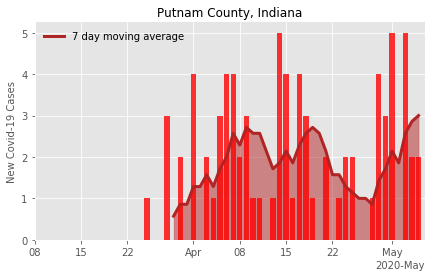 Putnam County, Indiana
7 day moving average
New Covid-19 Cases
5
4
3
2
1
0
08 15 22 Apr 08 15 22 May
2020-May